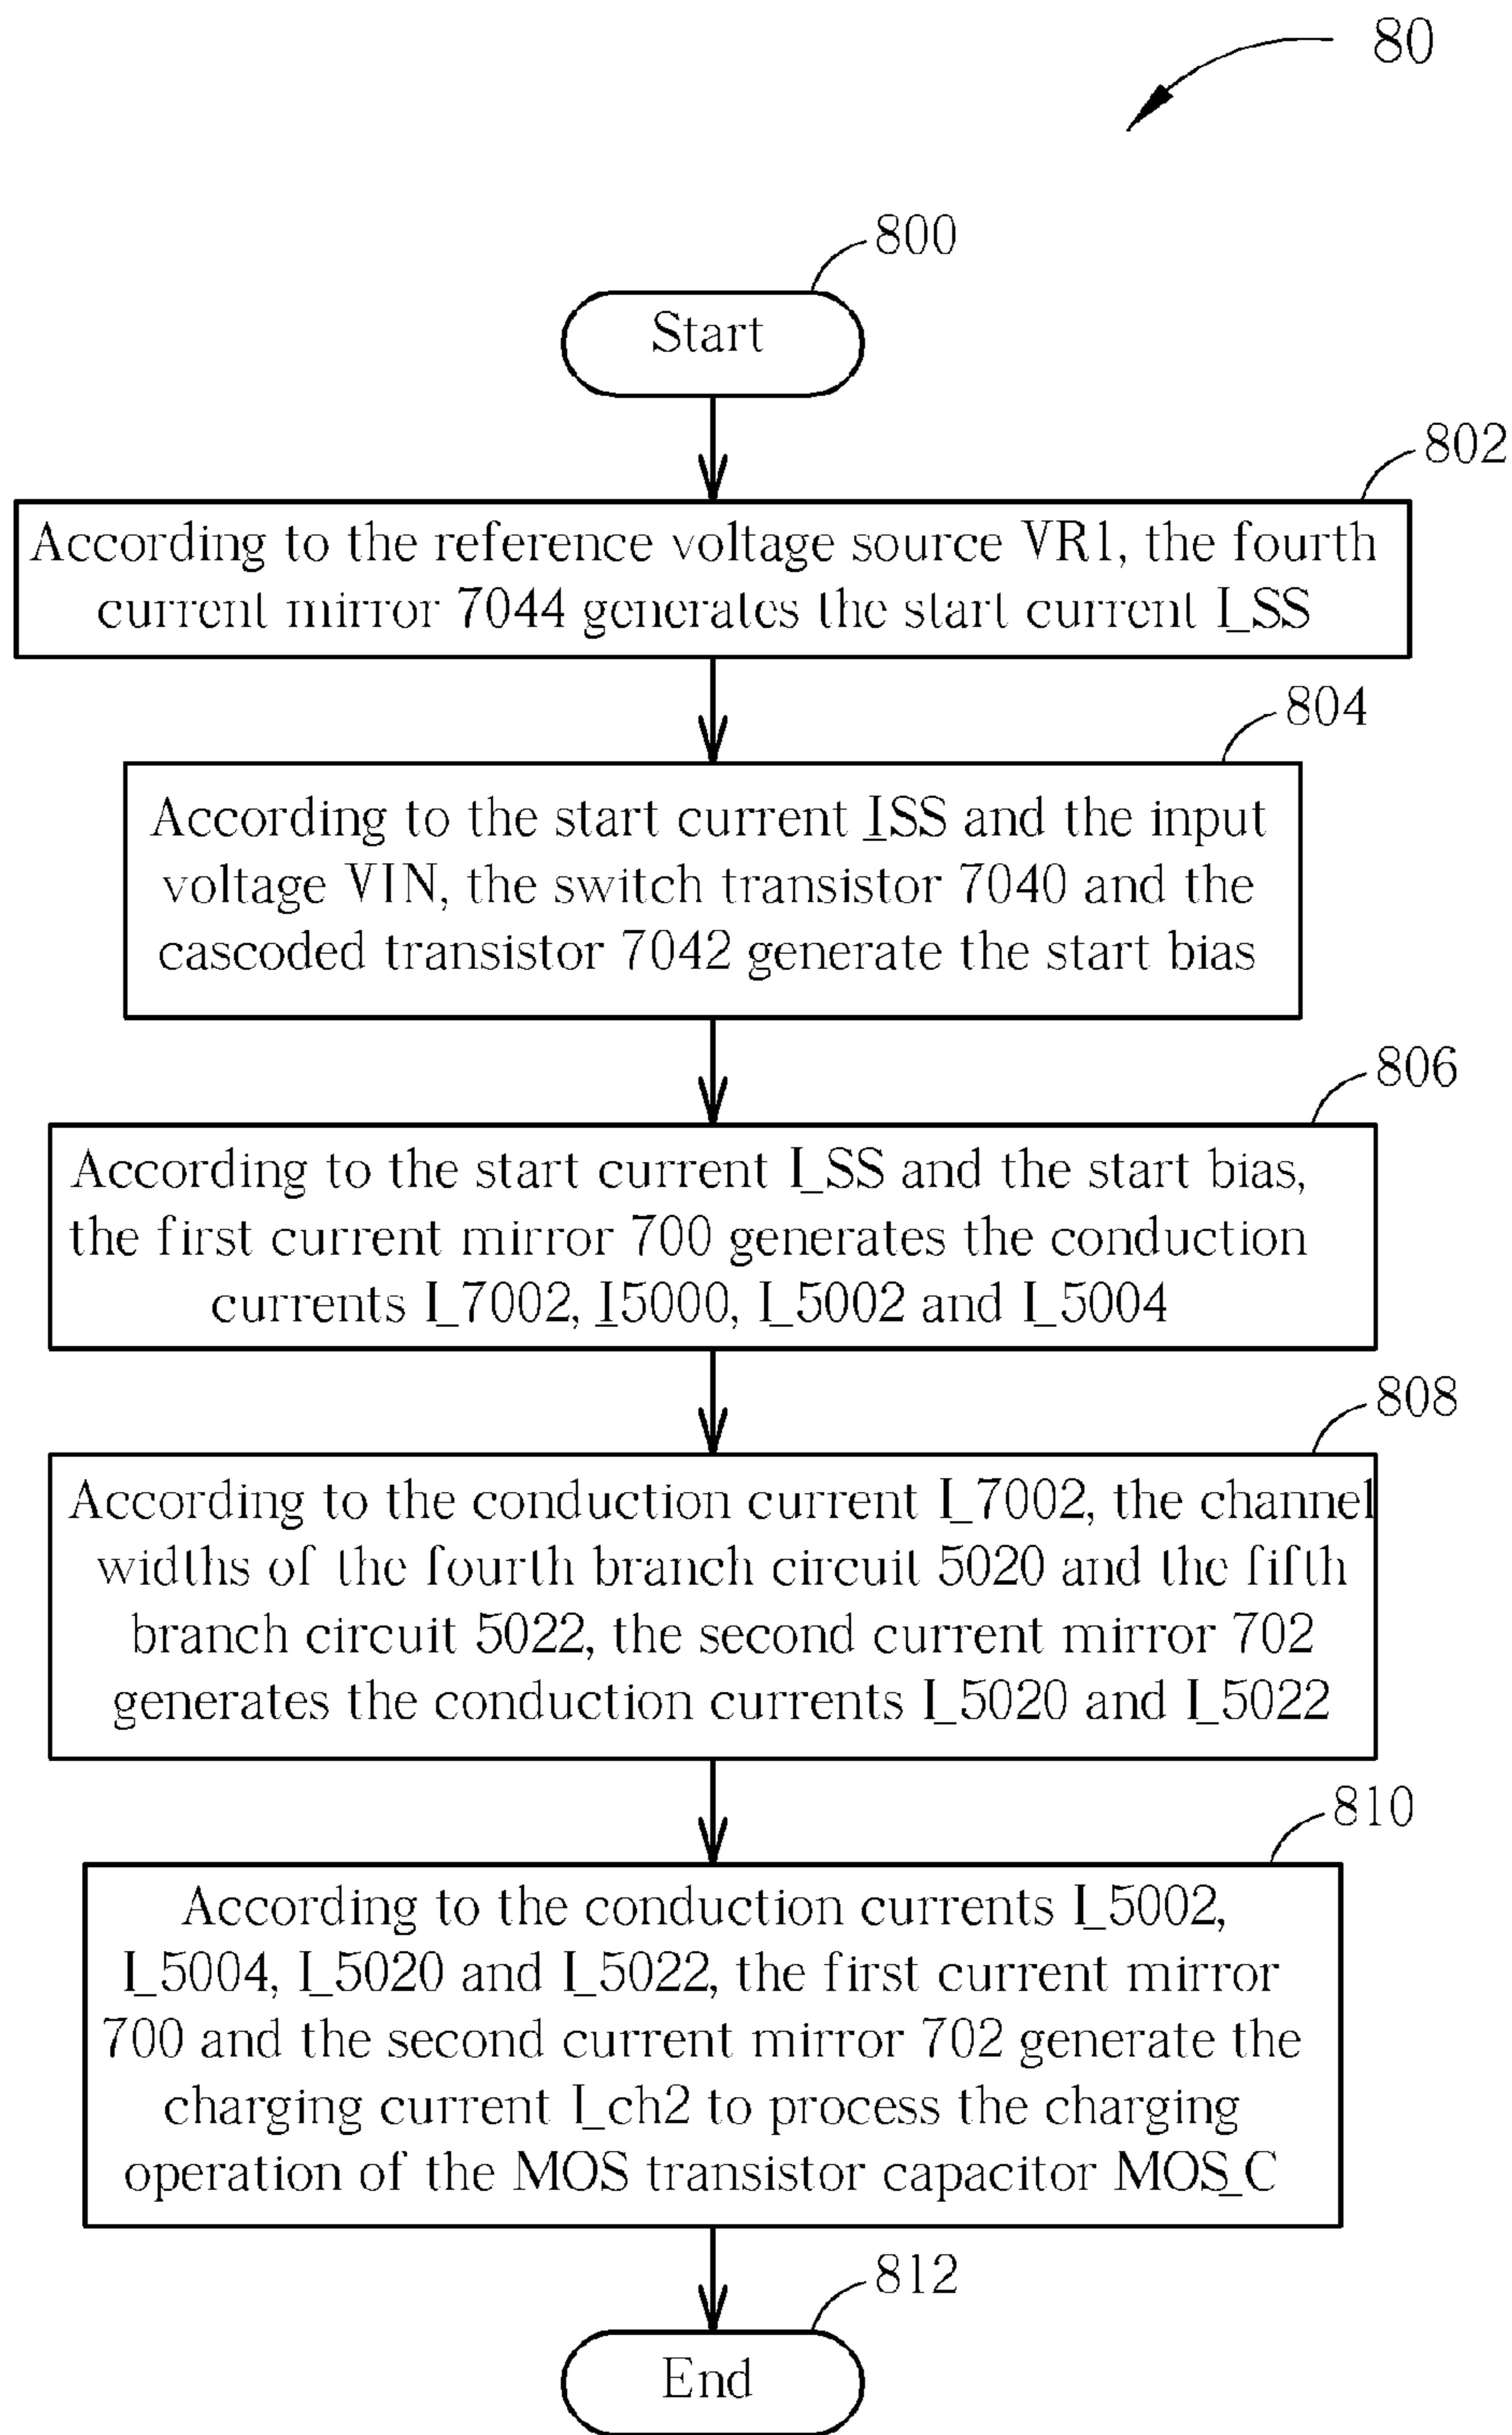 80
800
Start
802
According to the reference voltage source VR1, the fourth
current mirror 7044 generates the start current I_SS
804
According to the start current ISS and the input
voltage VIN, the switch transistor 7040 and the
cascoded transistor 7042 generate the start bias
806
According to the start current I_SS and the start bias,
the first current mirror 700 generates the conduction
currents I_7002, I5000, I_5002 and I_5004
808
According to the conduction current I_7002, the channel
widths of the fourth branch circuit 5020 and the fifth
branch circuit 5022, the second current mirror 702
generates the conduction currents I_5020 and I_5022
810
According to the conduction currents I_5002,
I_5004, I_5020 and I_5022, the first current mirror
700 and the second current mirror 702 generate the
charging current I_ch2 to process the charging
operation of the MOS transistor capacitor MOS_C
812
End